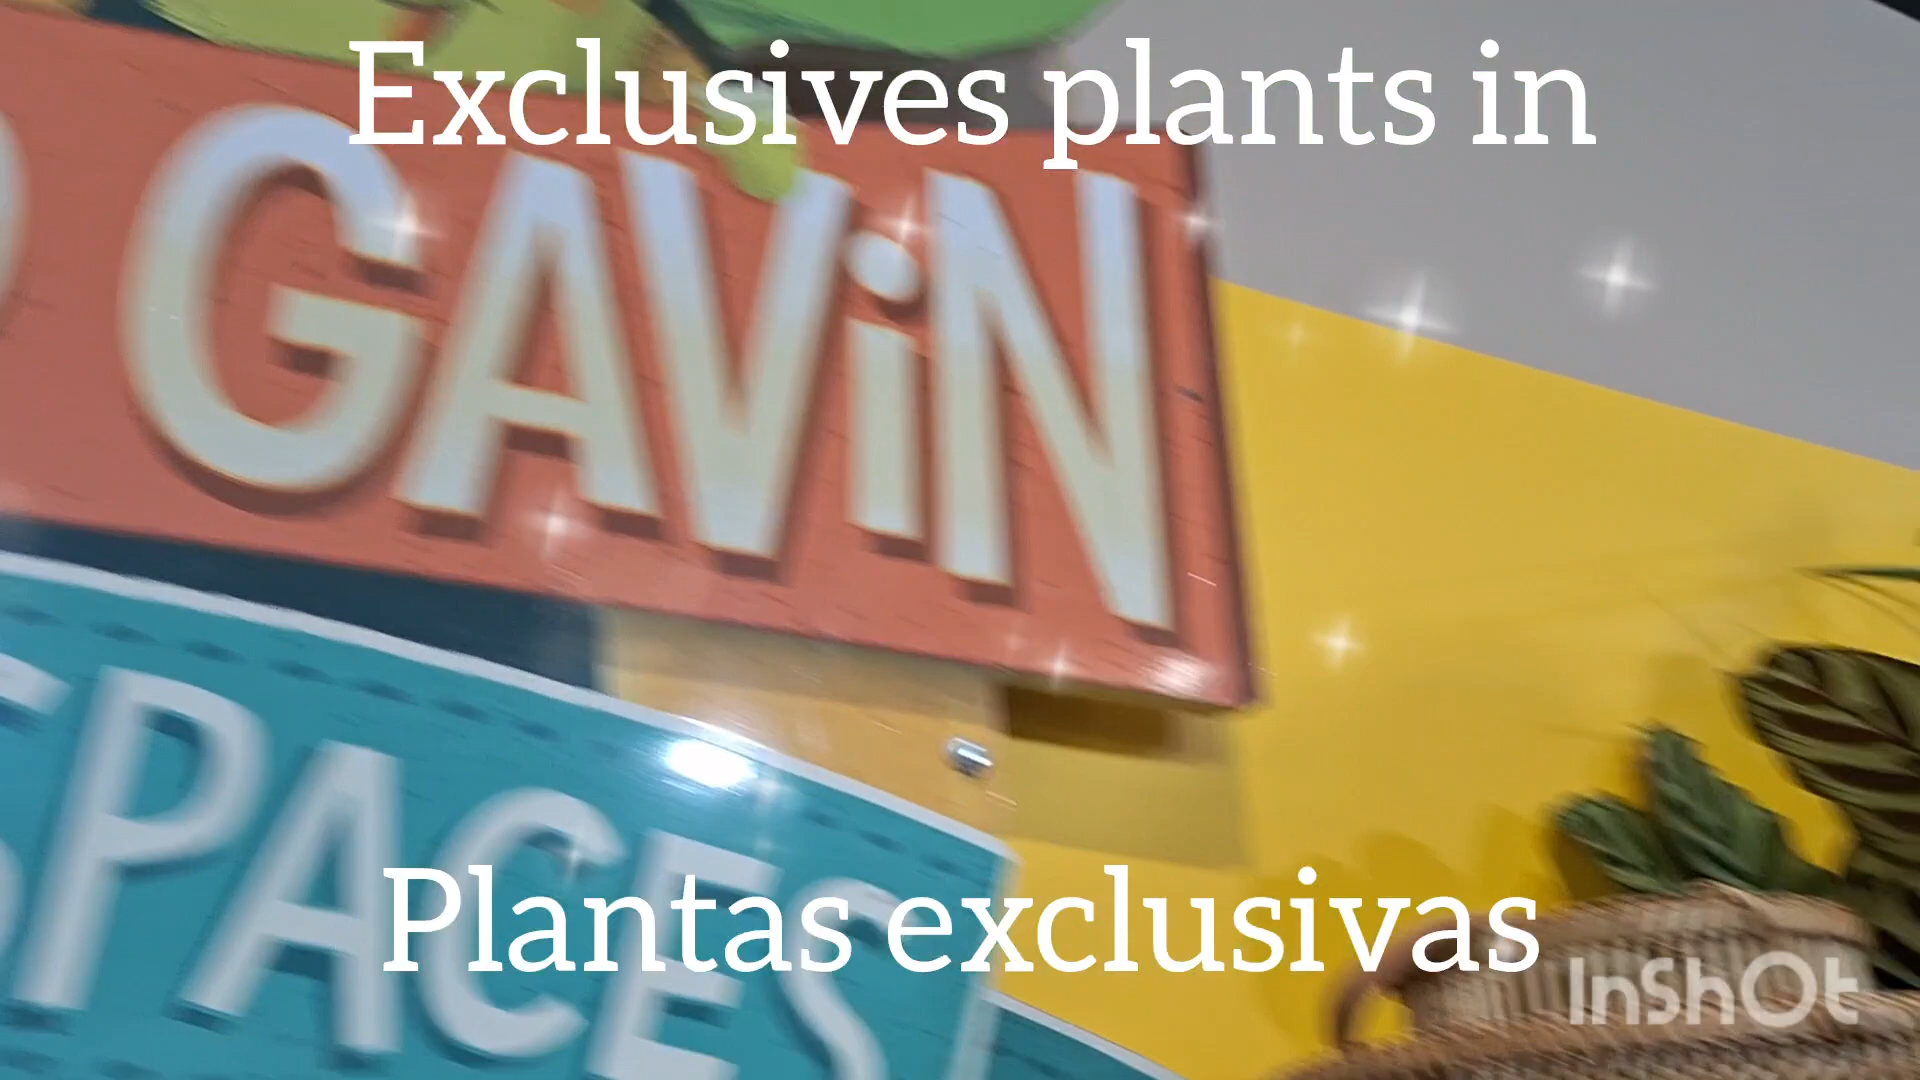 Exclusives plants in
GAViN
SPACES
Plantas exclusivas
InShOt